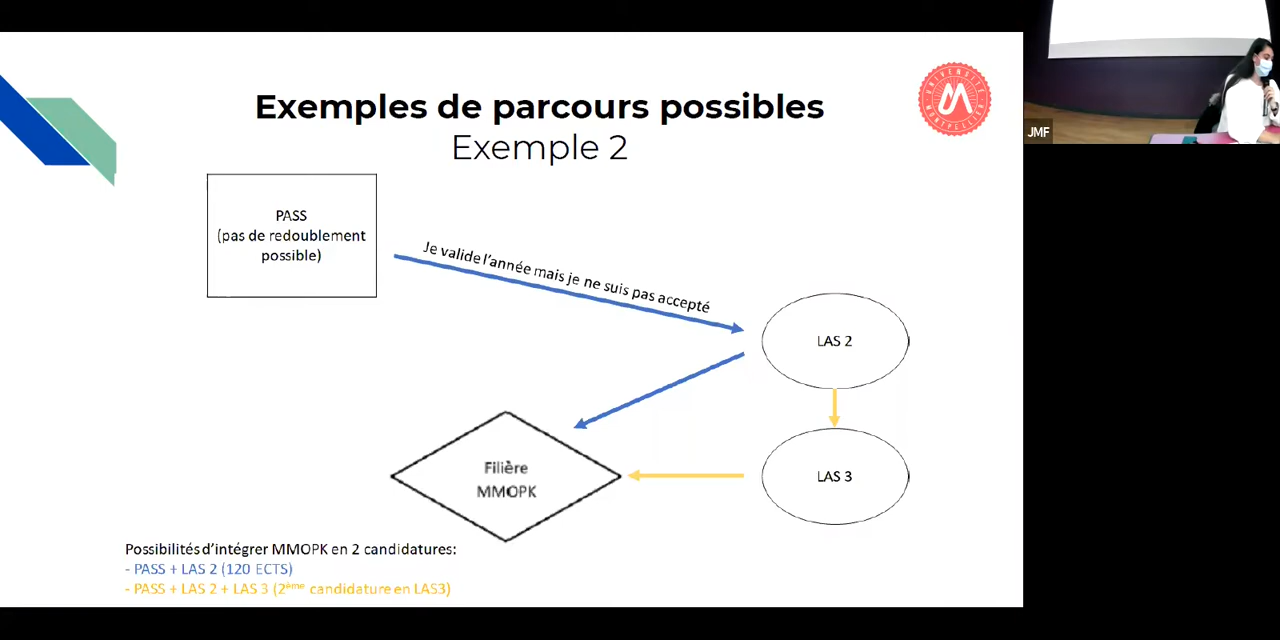 Exemples de parcours possibles
Exemple 2
UNIVERSITÉ
MONTPELLIER
JMF
PASS
(pas de redoublement
possible)
Je valide l'année mais je ne suis pas accepté
LAS 2
Filière
MMOPK
LAS 3
Possibilités d'intégrer MMOPK en 2 candidatures:
- PASS + LAS 2 (120 ECTS)
- PASS + LAS 2 + LAS 3 (2ème candidature en LAS3)